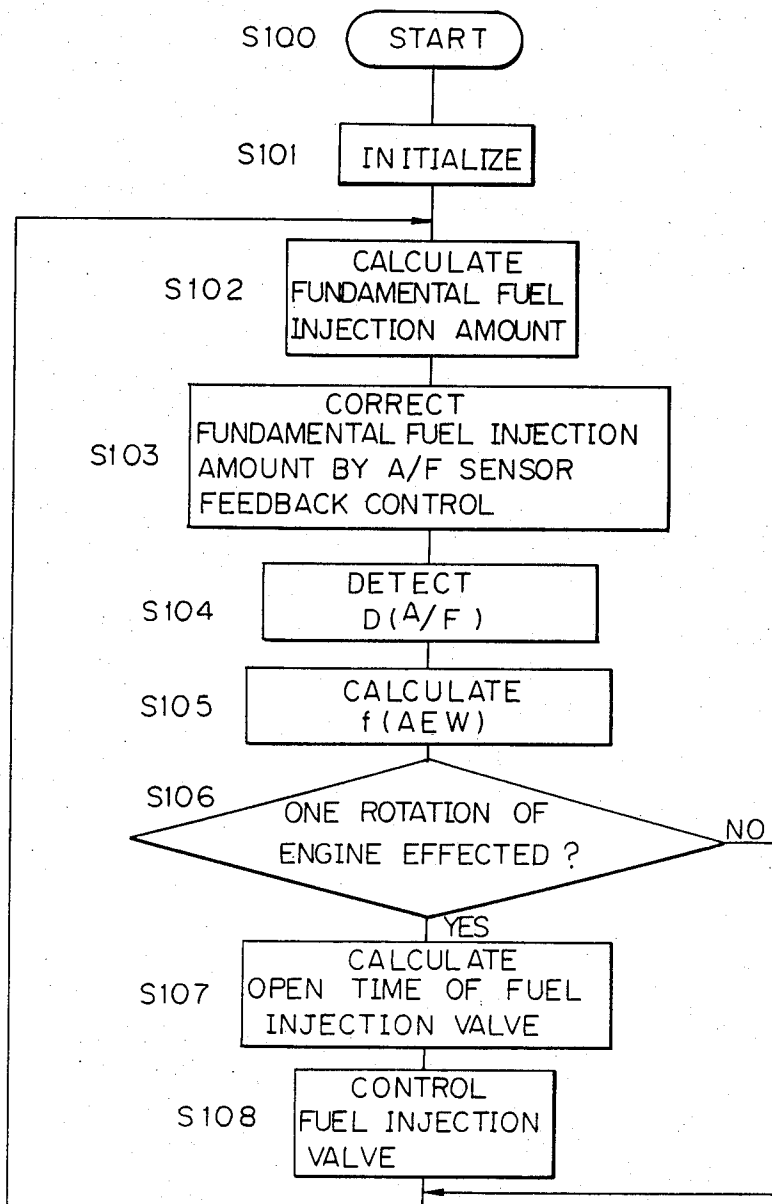 S100 START
S101 INITIALIZE
CALCULATE
S102 FUNDAMENTAL FUEL
INJECTION AMOUNT
CORRECT
FUNDAMENTAL FUEL INJECTION
S103 AMOUNT BY A/F SENSOR
FEEDBACK CONTROL
DETECT
S104 D(A/F)
CALCULATE
S105 f(AEW)
S106
ONE ROTATION OF
ENGINE EFFECTED ?
NO
YES
CALCULATE
S107 OPEN TIME OF FUEL
INJECTION VALVE
CONTROL
S108 FUEL INJECTION
VALVE